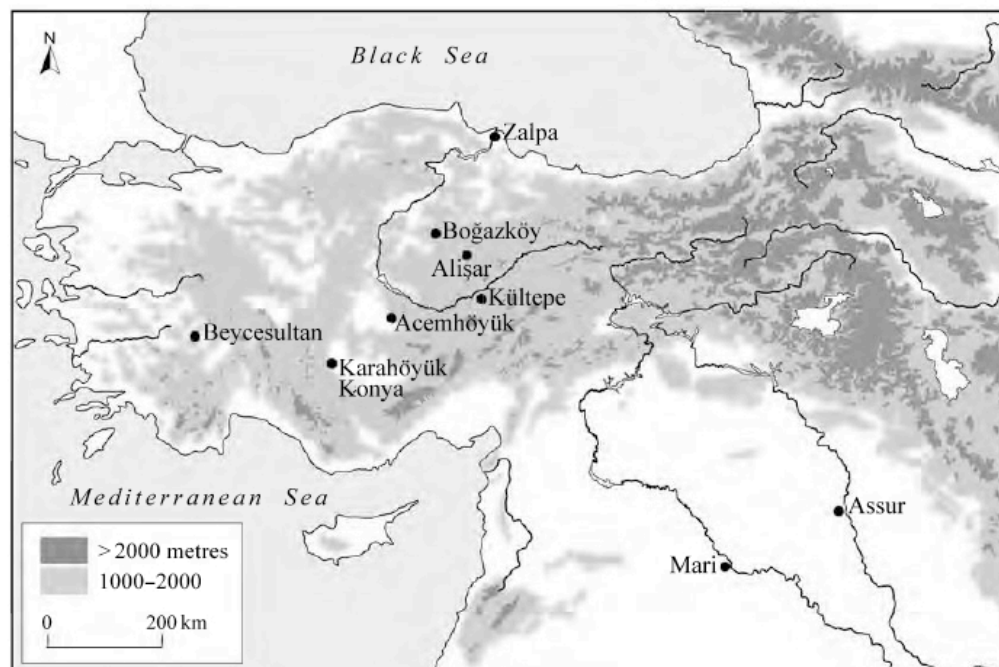 N
Black Sea
Zalpa
Boğazköy
Alişar
Kültepe
Acemhöyük
Beycesultan
Karahöyük
Konya
Mediterranean Sea
Assur
Mari
> 2000 metres
1000–2000
0 200 km